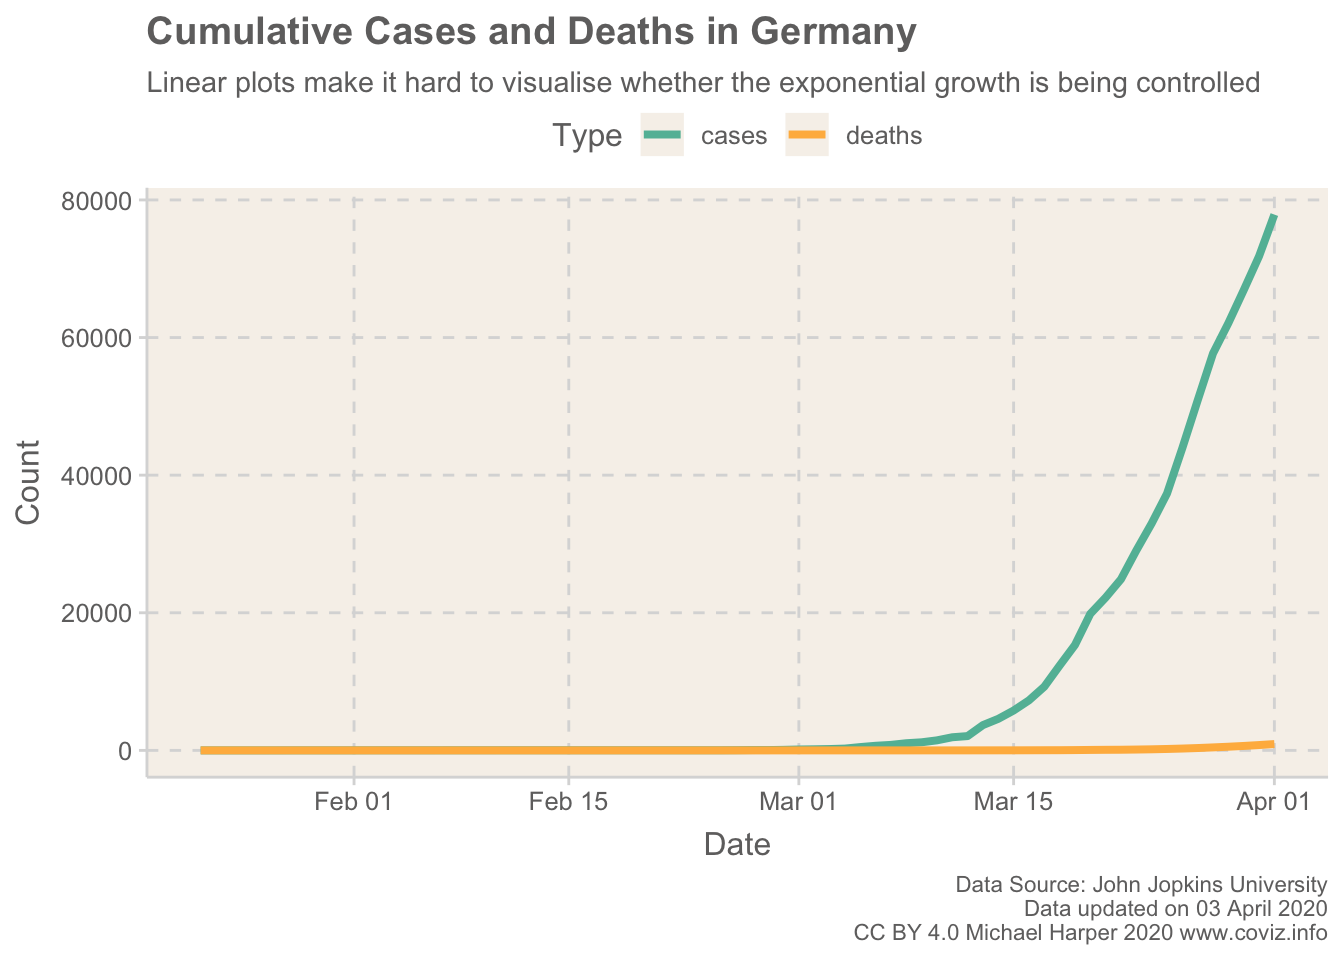 Cumulative Cases and Deaths in Germany
Linear plots make it hard to visualise whether the exponential growth is being controlled
Type cases deaths
80000
60000
40000
20000
0
Count
Feb 01 Feb 15 Mar 01 Mar 15 Apr 01
Date
Data Source: John Jopkins University
Data updated on 03 April 2020
CC BY 4.0 Michael Harper 2020 www.coviz.info